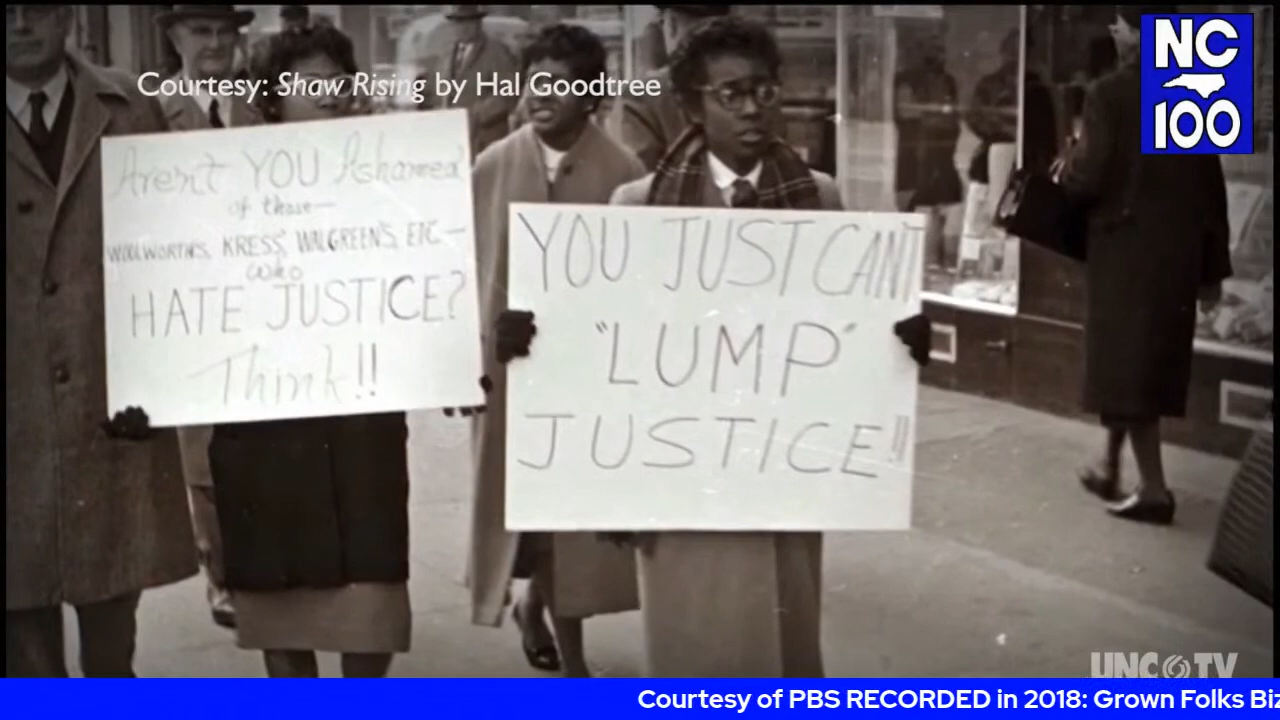 NC
100
Courtesy: Shaw Rising by Hal Goodtree
Aren't YOU Ashamed
of these—
WOOLWORTHS, KRESS, WALGREEN'S, ETC—
who
HATE JUSTICE?
Think!!
YOU JUST CAN'T
"LUMP"
JUSTICE!!
UNC TV
Courtesy of PBS RECORDED in 2018: Grown Folks Biz